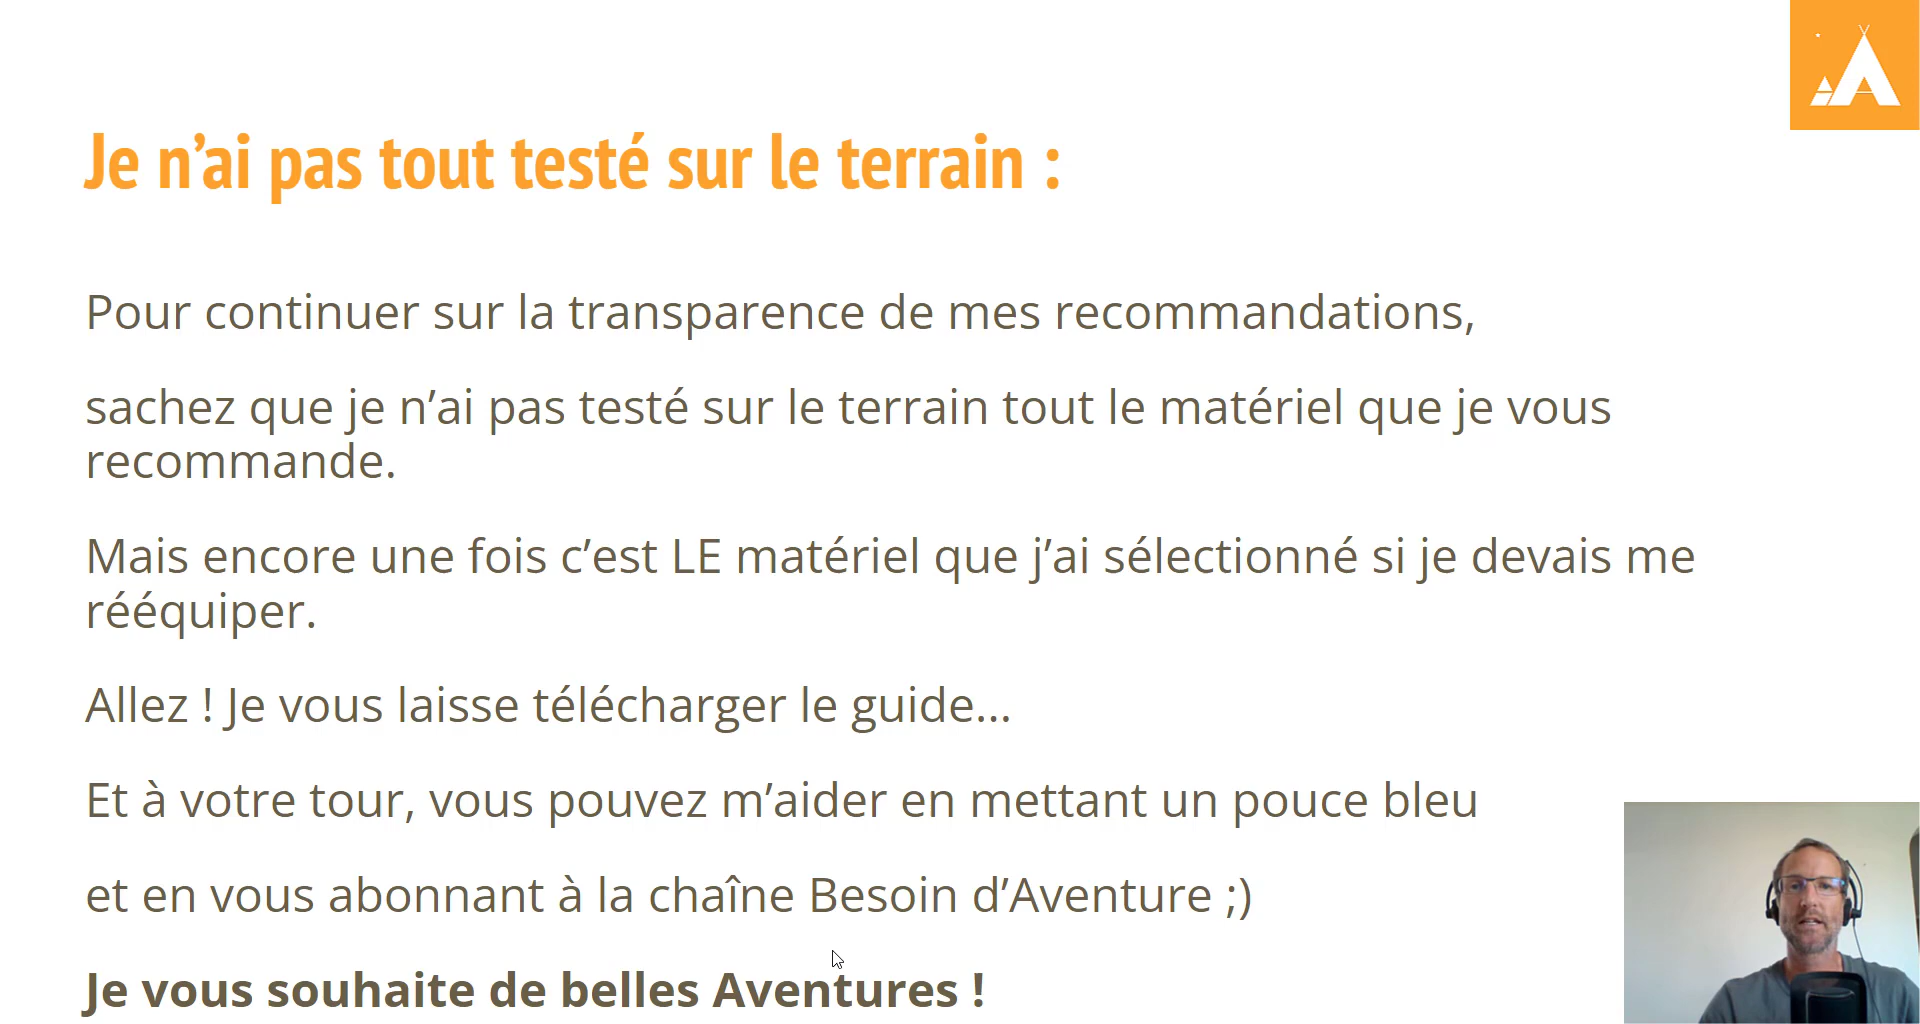 Je n’ai pas tout testé sur le terrain :
Pour continuer sur la transparence de mes recommandations,
sachez que je n’ai pas testé sur le terrain tout le matériel que je vous
recommande.
Mais encore une fois c’est LE matériel que j’ai sélectionné si je devais me
rééquiper.
Allez ! Je vous laisse télécharger le guide...
Et à votre tour, vous pouvez m’aider en mettant un pouce bleu
et en vous abonnant à la chaîne Besoin d’Aventure ;)
Je vous souhaite de belles Aventures !